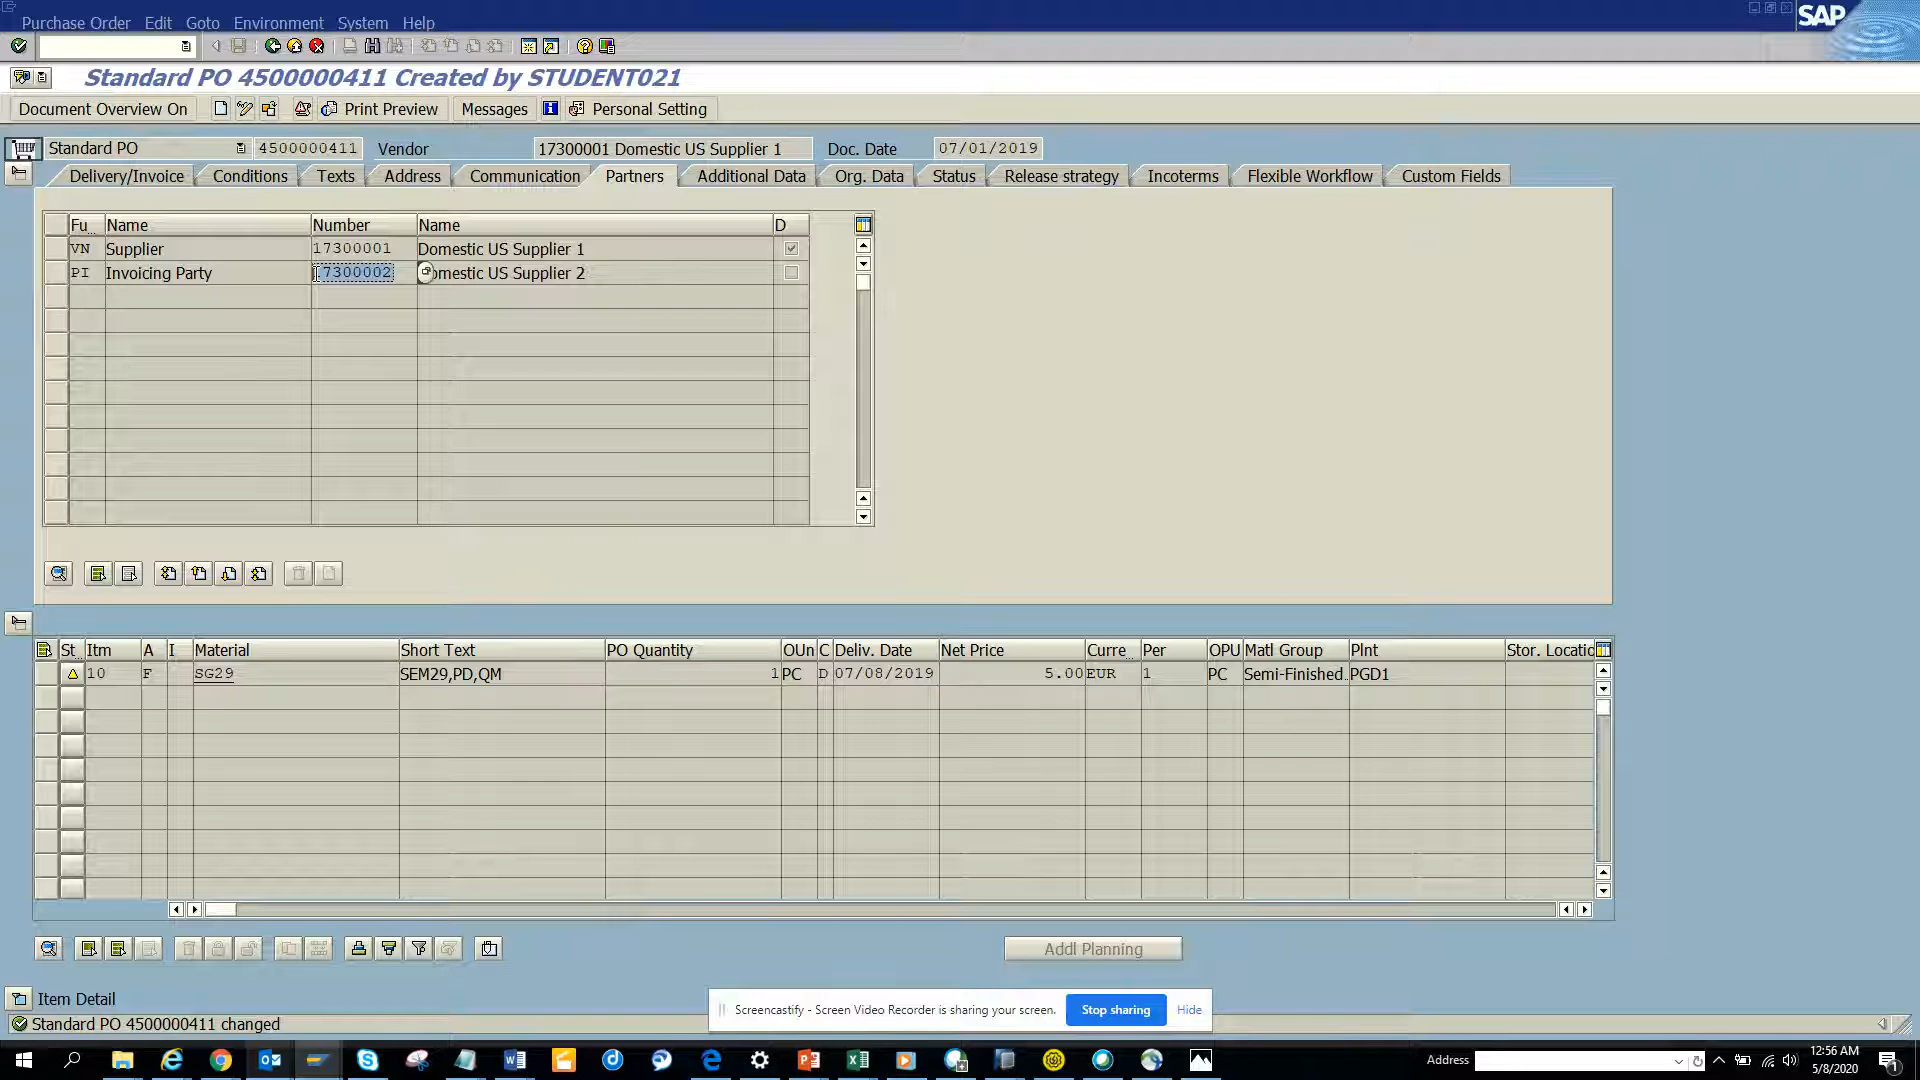 Purchase Order Edit Goto Environment System Help
SAP
Standard PO 4500000411 Created by STUDENT021
Document Overview On Print Preview Messages Personal Setting
Standard PO 4500000411 Vendor 17300001 Domestic US Supplier 1 Doc. Date 07/01/2019
Delivery/Invoice Conditions Texts Address Communication Partners Additional Data Org. Data Status Release strategy Incoterms Flexible Workflow Custom Fields
Fu.. Name Number Name D
VN Supplier 17300001 Domestic US Supplier 1
PI Invoicing Party 7300002 omestic US Supplier 2
St.. Itm A I Material Short Text PO Quantity OUn C Deliv. Date Net Price Curre.. Per OPU Matl Group Plnt Stor. Locatio
10 F SG29 SEM29,PD,QM 1 PC D 07/08/2019 5.00 EUR 1 PC Semi-Finished.. PGD1
Addl Planning
Item Detail
Screencastify - Screen Video Recorder is sharing your screen. Stop sharing Hide
Standard PO 4500000411 changed
Address
12:56 AM
5/8/2020